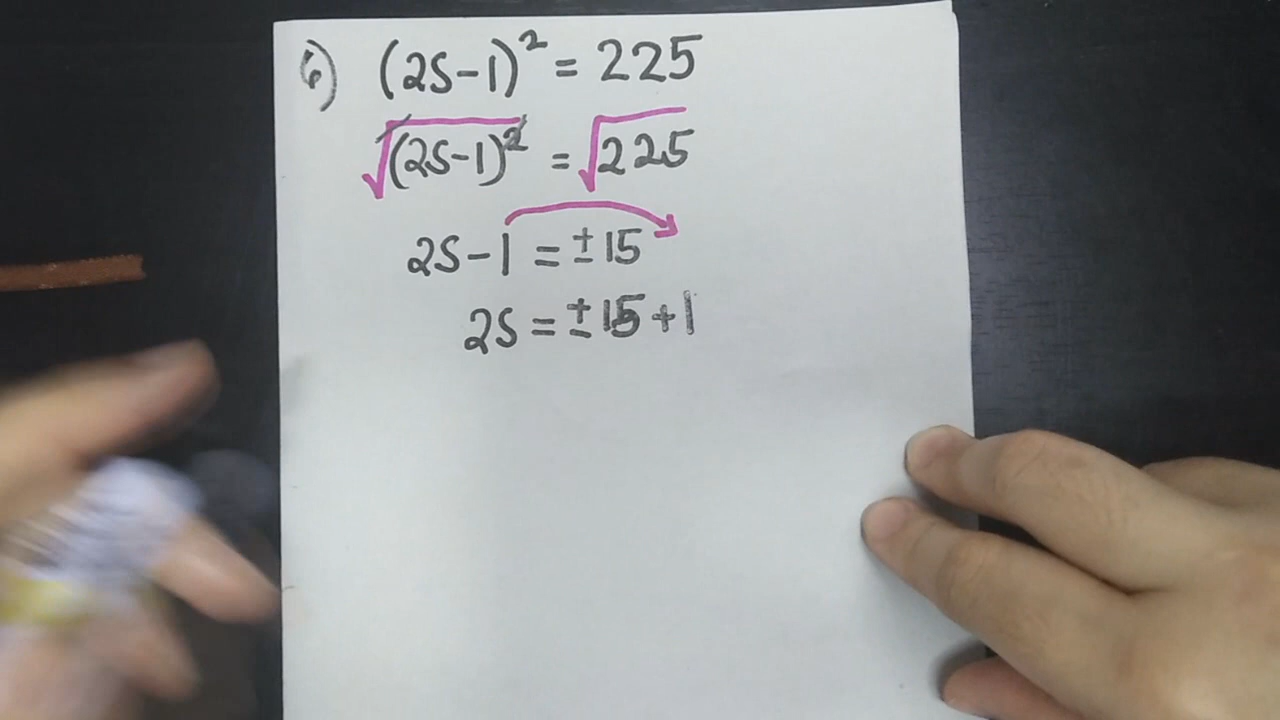 6) (2s-1)² = 225
√(2s-1)² = √225
2s-1 = ±15
2s = ±15+1